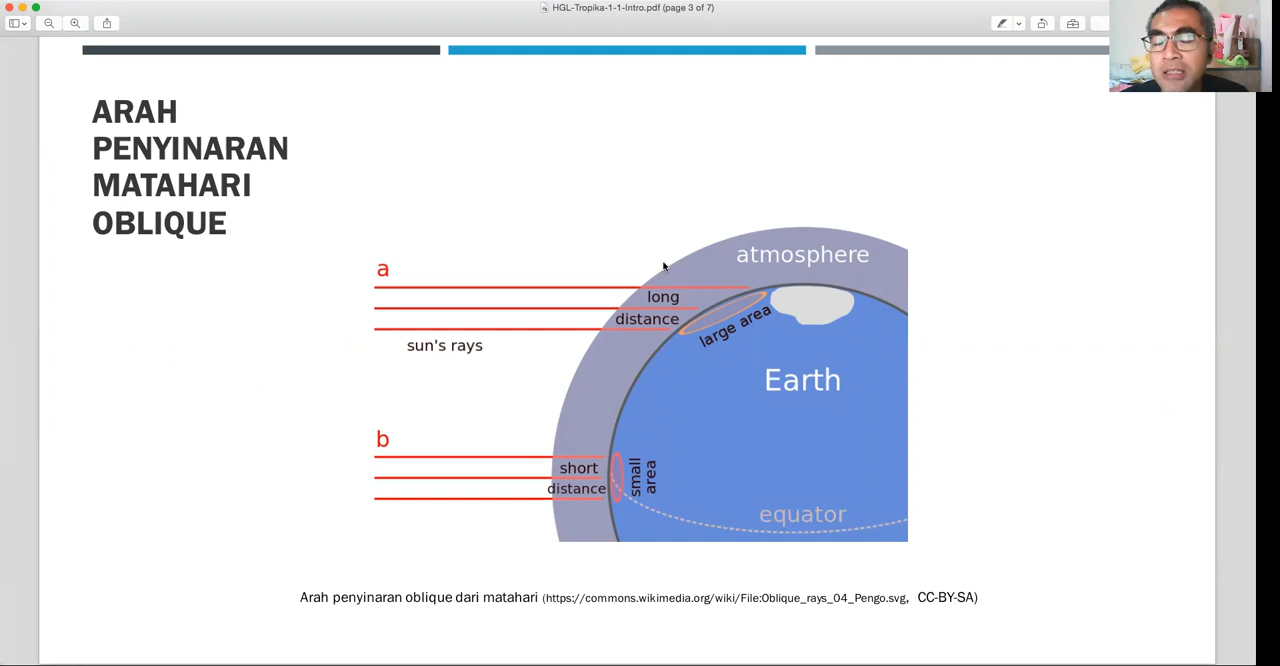 HGL-Tropika-1-1-Intro.pdf (page 3 of 7)
ARAH
PENYINARAN
MATAHARI
OBLIQUE
a
atmosphere
long
distance
large area
sun's rays
Earth
b
short
distance
small
area
equator
Arah penyinaran oblique dari matahari (https://commons.wikimedia.org/wiki/File:Oblique_rays_04_Pengo.svg, CC-BY-SA)